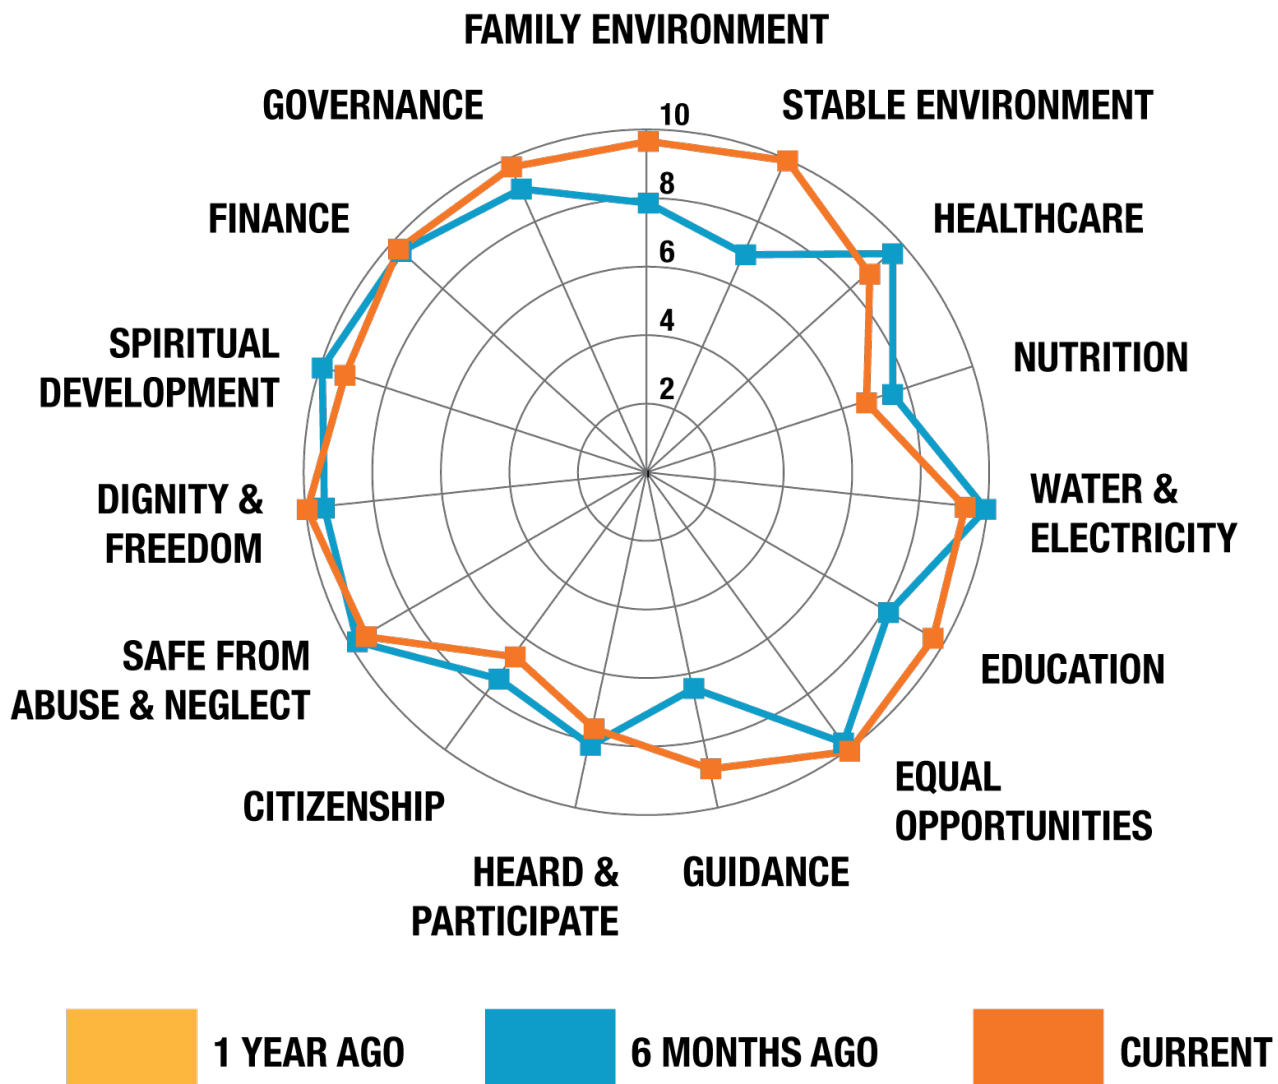 FAMILY ENVIRONMENT
GOVERNANCE
STABLE ENVIRONMENT
10
8
6
4
2
FINANCE
HEALTHCARE
SPIRITUAL
DEVELOPMENT
NUTRITION
DIGNITY &
FREEDOM
WATER &
ELECTRICITY
SAFE FROM
ABUSE & NEGLECT
EDUCATION
CITIZENSHIP
EQUAL
OPPORTUNITIES
HEARD &
PARTICIPATE
GUIDANCE
1 YEAR AGO
6 MONTHS AGO
CURRENT